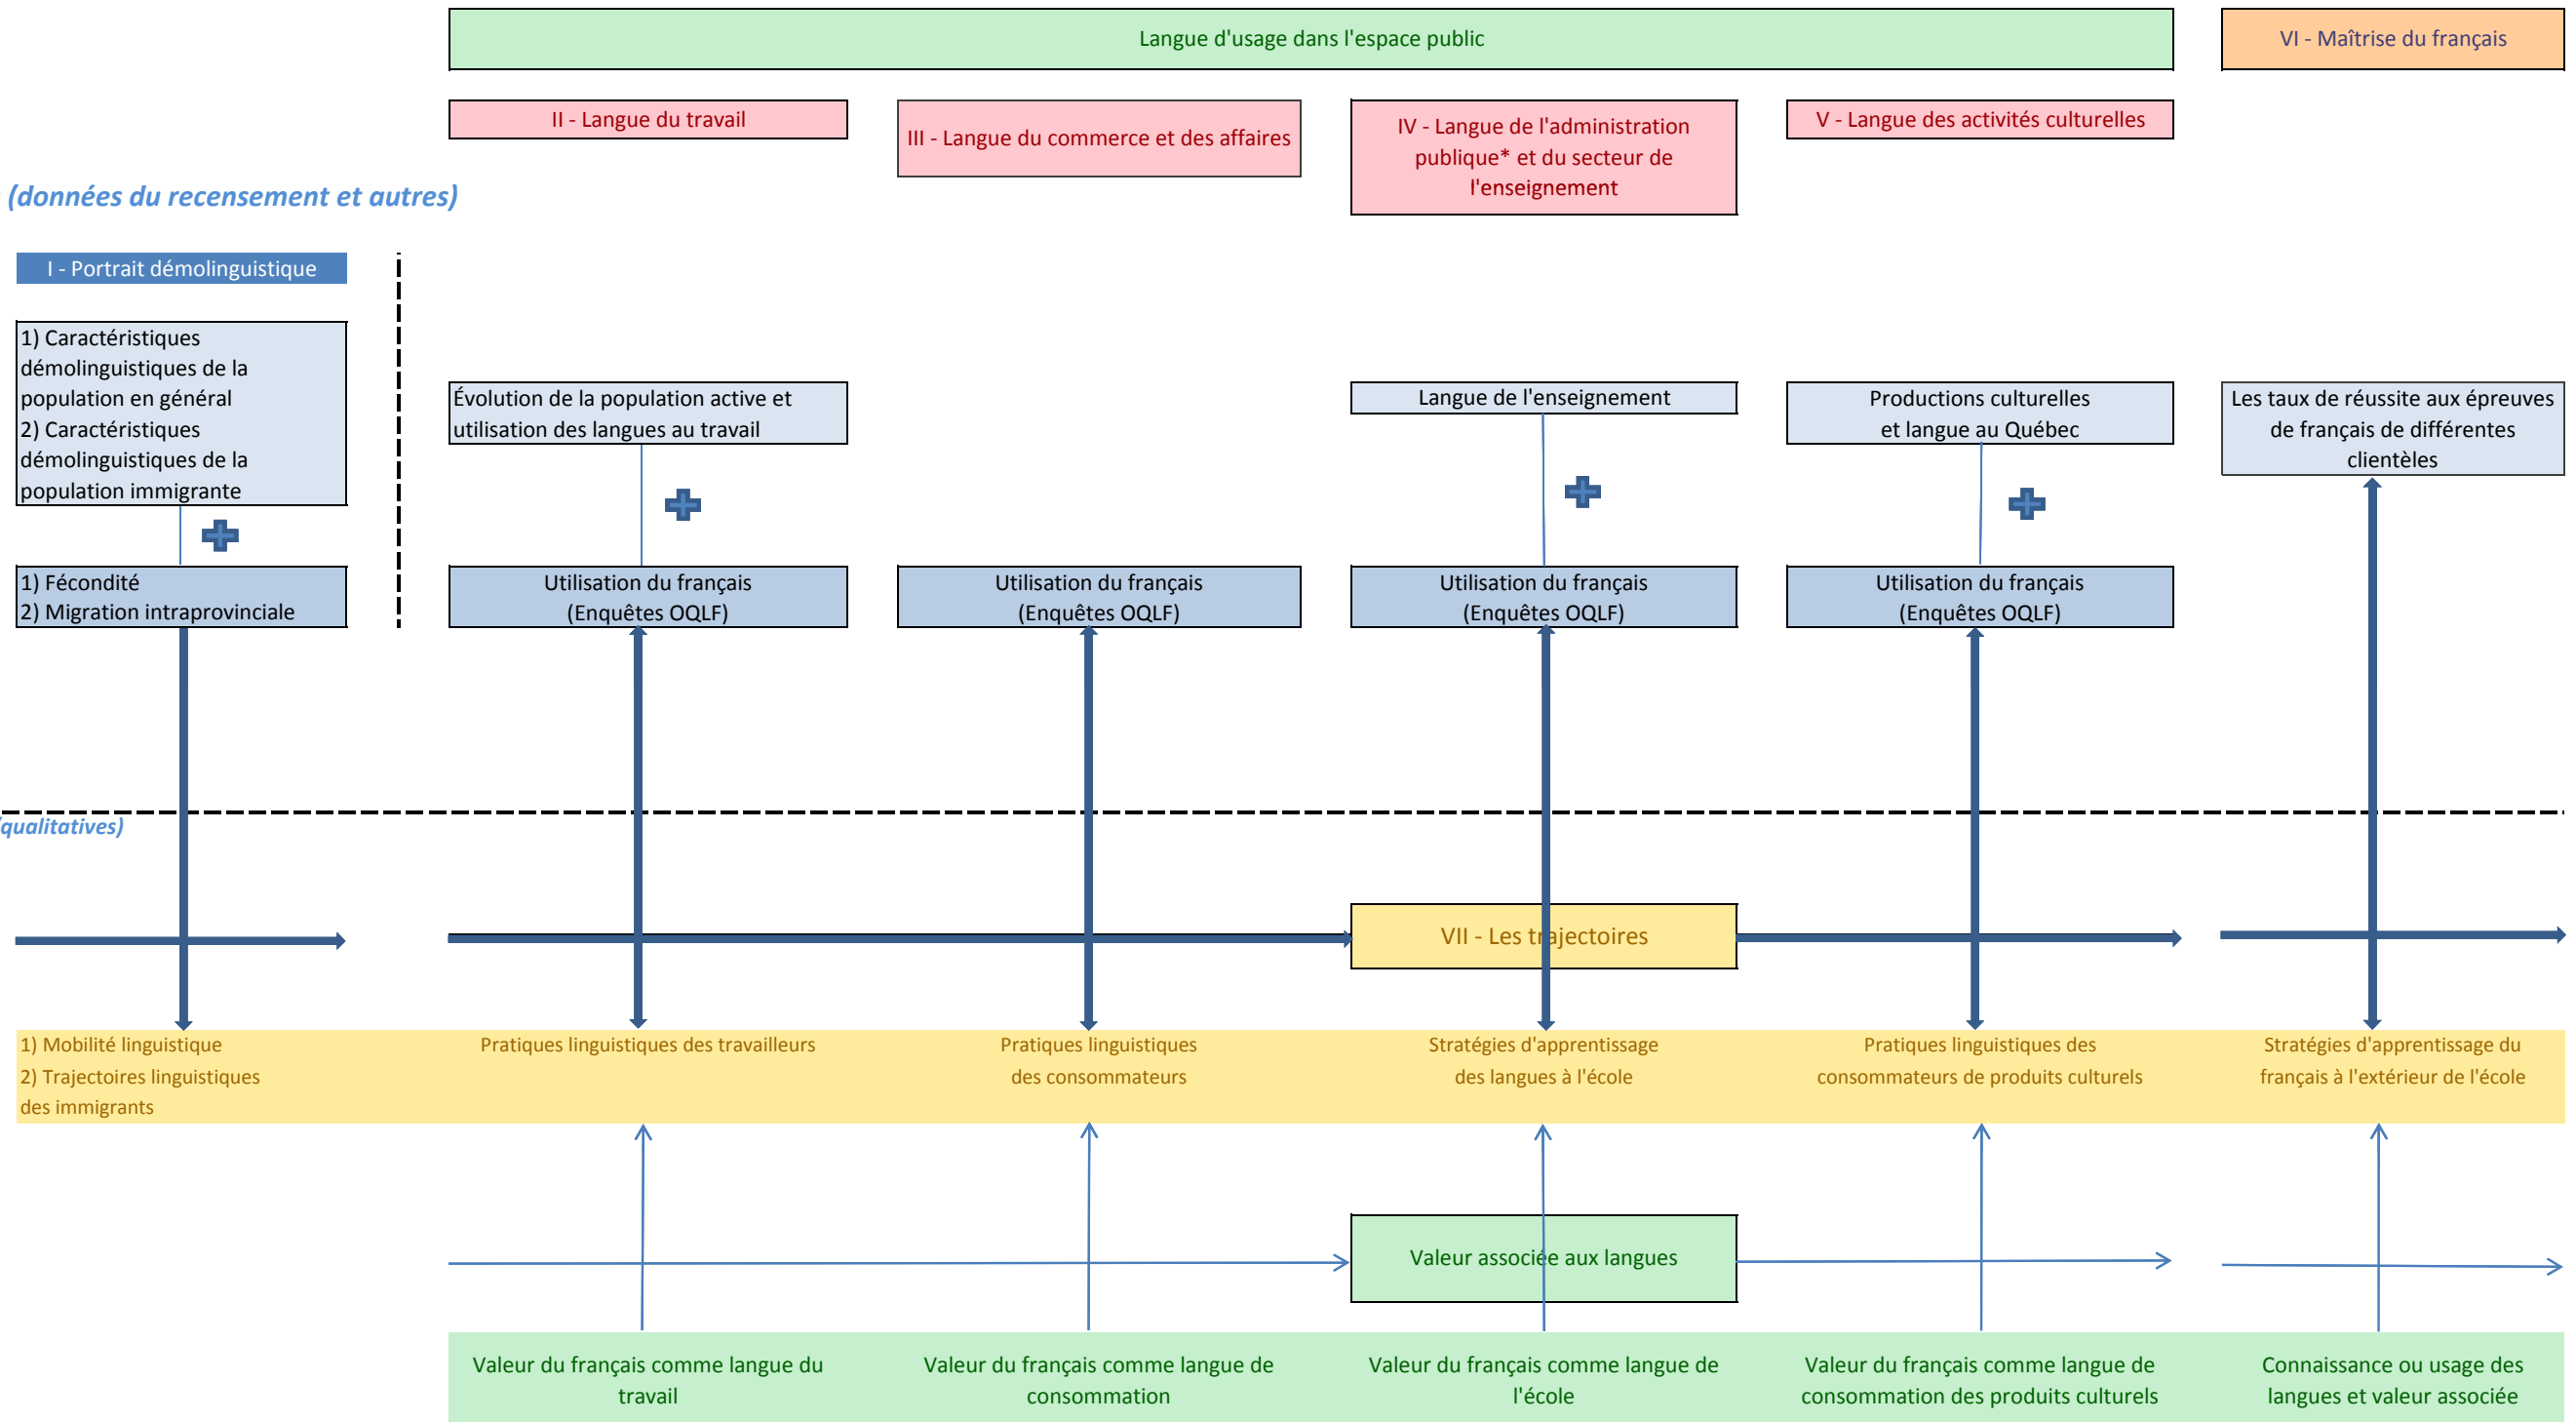 Langue d'usage dans l'espace public
VI - Maîtrise du français
II - Langue du travail
III - Langue du commerce et des affaires
IV - Langue de l'administration
publique* et du secteur de
l'enseignement
V - Langue des activités culturelles
(données du recensement et autres)
I - Portrait démolinguistique
1) Caractéristiques
démolinguistiques de la
population en général
2) Caractéristiques
démolinguistiques de la
population immigrante
Évolution de la population active et
utilisation des langues au travail
Langue de l'enseignement
Productions culturelles
et langue au Québec
Les taux de réussite aux épreuves
de français de différentes
clientèles
1) Fécondité
2) Migration intraprovinciale
Utilisation du français
(Enquêtes OQLF)
Utilisation du français
(Enquêtes OQLF)
Utilisation du français
(Enquêtes OQLF)
Utilisation du français
(Enquêtes OQLF)
qualitatives)
VII - Les trajectoires
1) Mobilité linguistique
2) Trajectoires linguistiques
des immigrants
Pratiques linguistiques des travailleurs
Pratiques linguistiques
des consommateurs
Stratégies d'apprentissage
des langues à l'école
Pratiques linguistiques des
consommateurs de produits culturels
Stratégies d'apprentissage du
français à l'extérieur de l'école
Valeur associée aux langues
Valeur du français comme langue du
travail
Valeur du français comme langue de
consommation
Valeur du français comme langue de
l'école
Valeur du français comme langue de
consommation des produits culturels
Connaissance ou usage des
langues et valeur associée